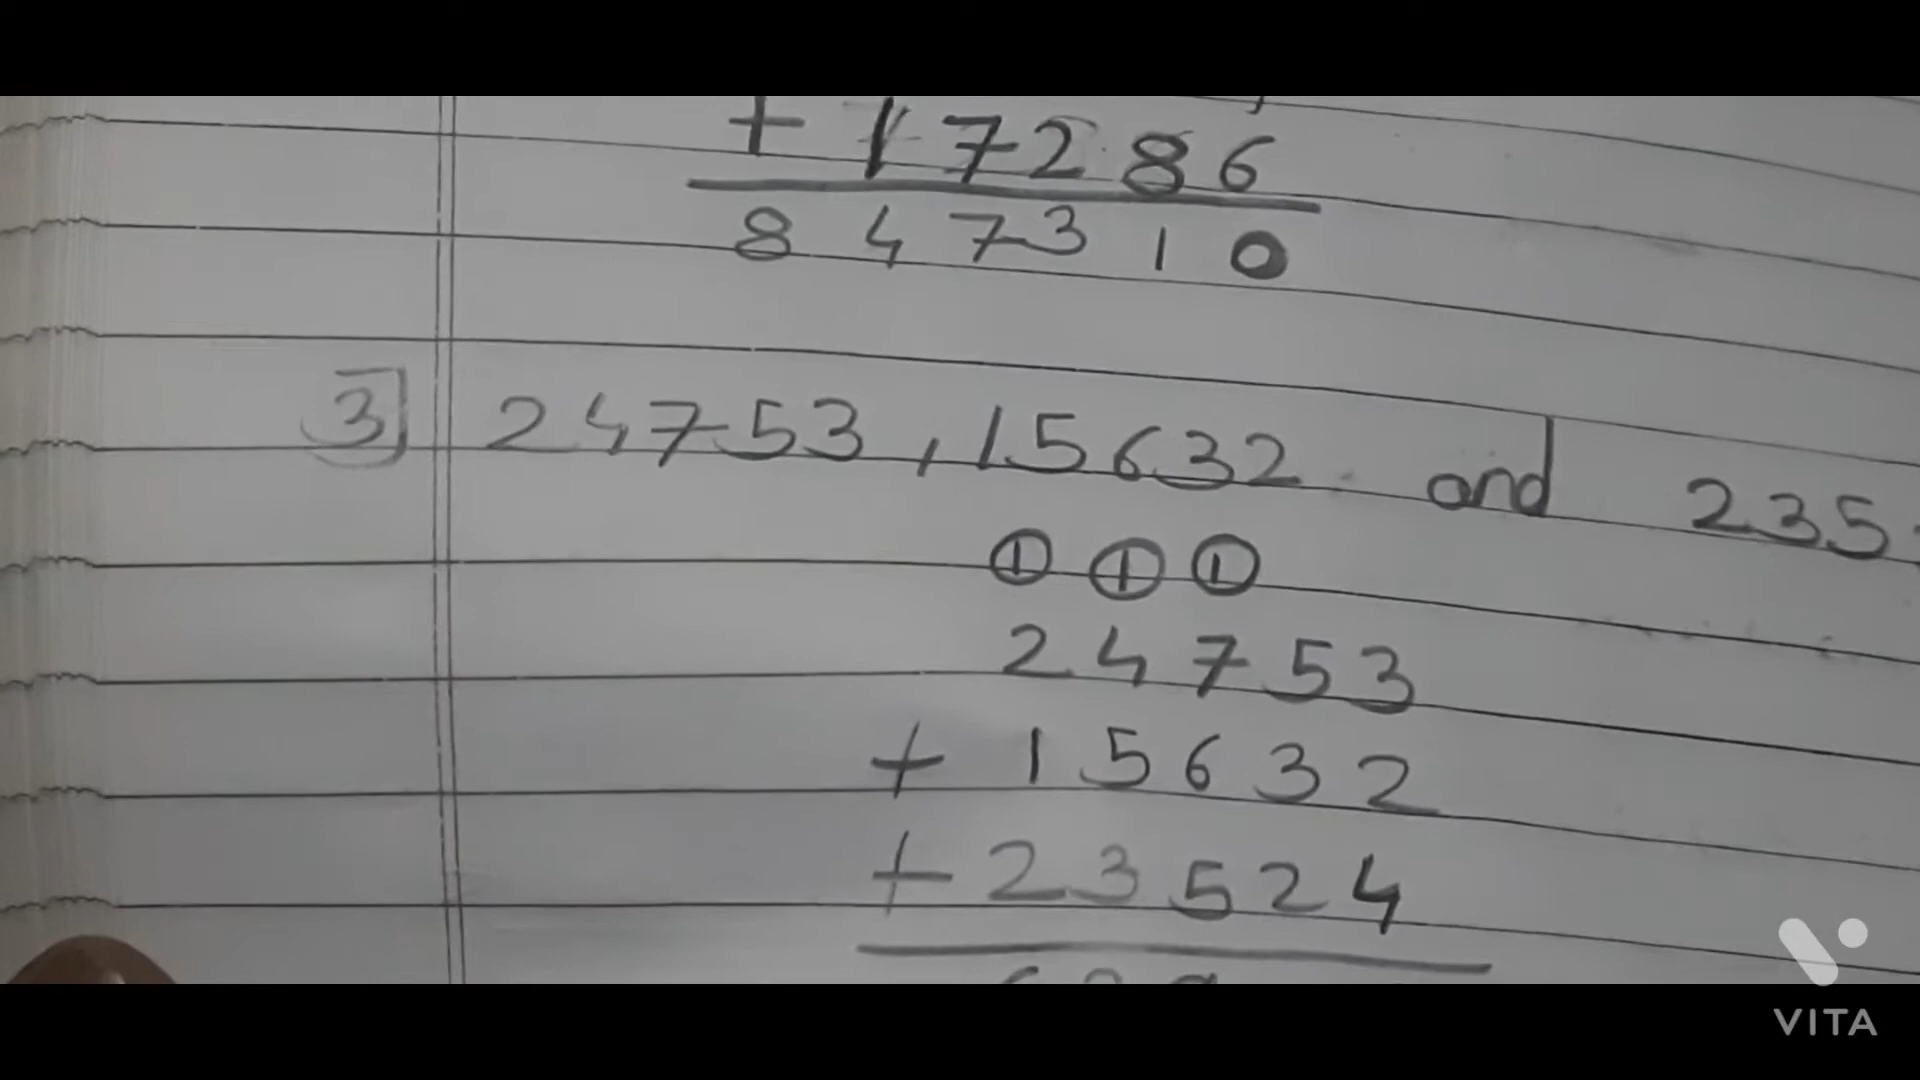 + 17286
847310
3 24753, 15632 and 235
1 1 1
24753
+ 15632
+ 23524
VITA